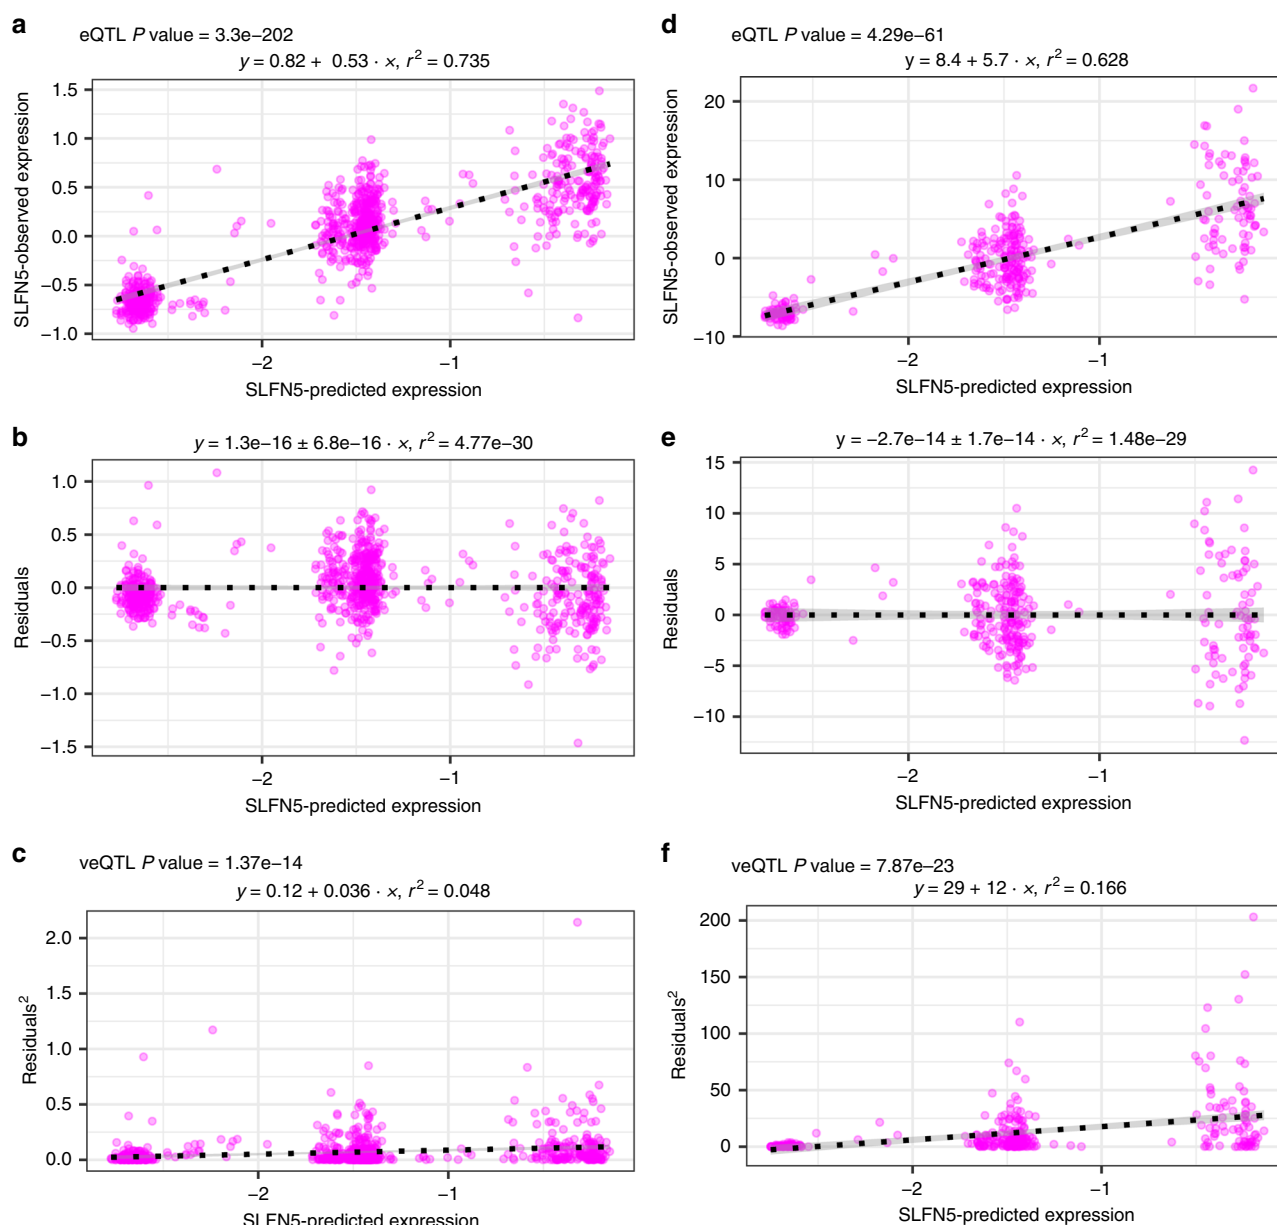 a
eQTL P value = 3.3e−202
y = 0.82 + 0.53 · x, r² = 0.735
1.5
1.0
0.5
0.0
−0.5
−1.0
SLFN5-observed expression
−2
−1
SLFN5-predicted expression
b
y = 1.3e−16 ± 6.8e−16 · x, r² = 4.77e−30
1.0
0.5
0.0
−0.5
−1.0
−1.5
Residuals
−2
−1
SLFN5-predicted expression
c
veQTL P value = 1.37e−14
y = 0.12 + 0.036 · x, r² = 0.048
2.0
1.5
1.0
0.5
0.0
Residuals²
−2
−1
SLFN5-predicted expression
d
eQTL P value = 4.29e−61
y = 8.4 + 5.7 · x, r² = 0.628
20
10
0
−10
SLFN5-observed expression
−2
−1
SLFN5-predicted expression
e
y = −2.7e−14 ± 1.7e−14 · x, r² = 1.48e−29
15
10
5
0
−5
−10
Residuals
−2
−1
SLFN5-predicted expression
f
veQTL P value = 7.87e−23
y = 29 + 12 · x, r² = 0.166
200
150
100
50
0
Residuals²
−2
−1
SLFN5-predicted expression